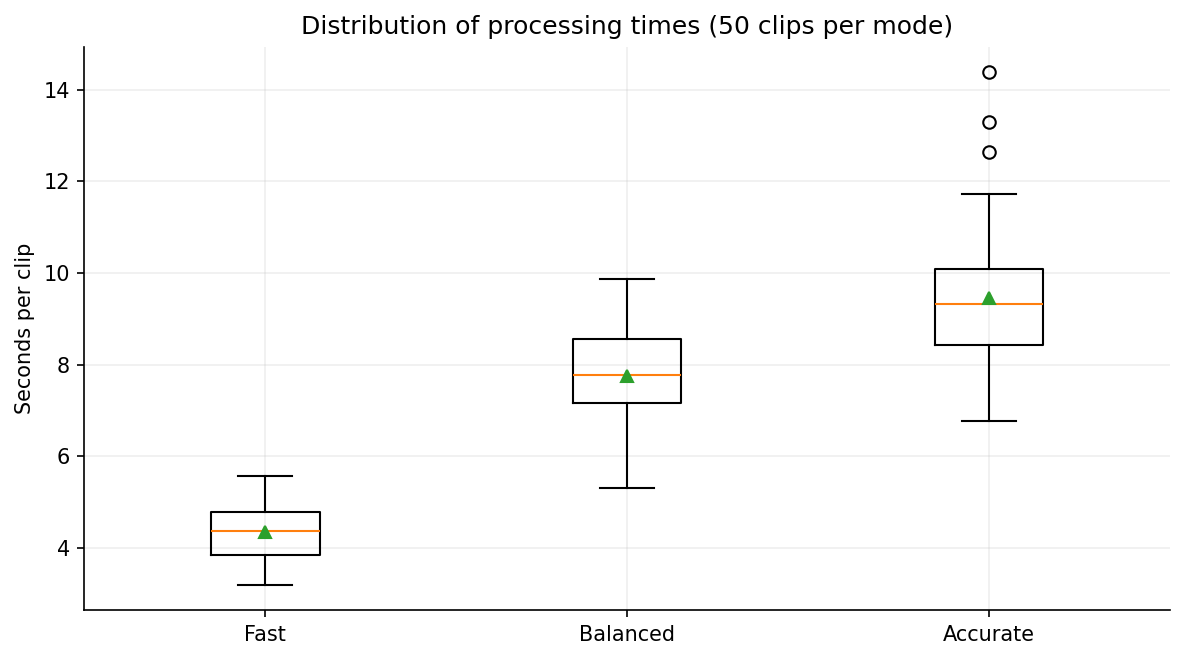 Distribution of processing times (50 clips per mode)
Seconds per clip
14
12
10
8
6
4
Fast
Balanced
Accurate